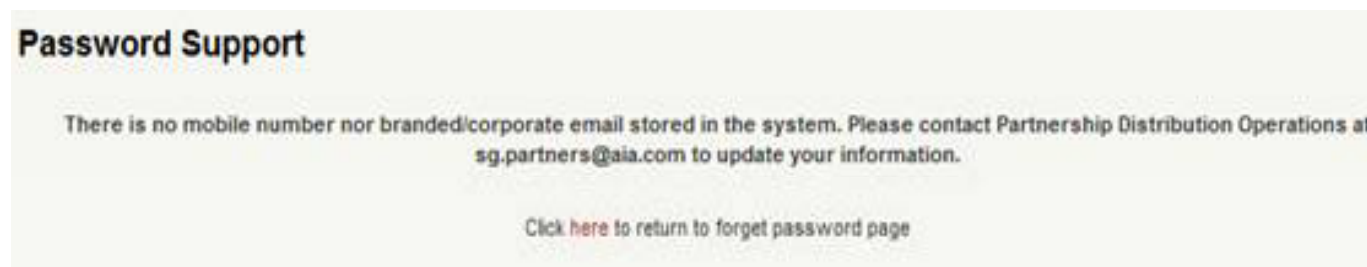 Password Support
There is no mobile number nor branded/corporate email stored in the system. Please contact Partnership Distribution Operations at
sg.partners@aia.com to update your information.
Click here to return to forget password page